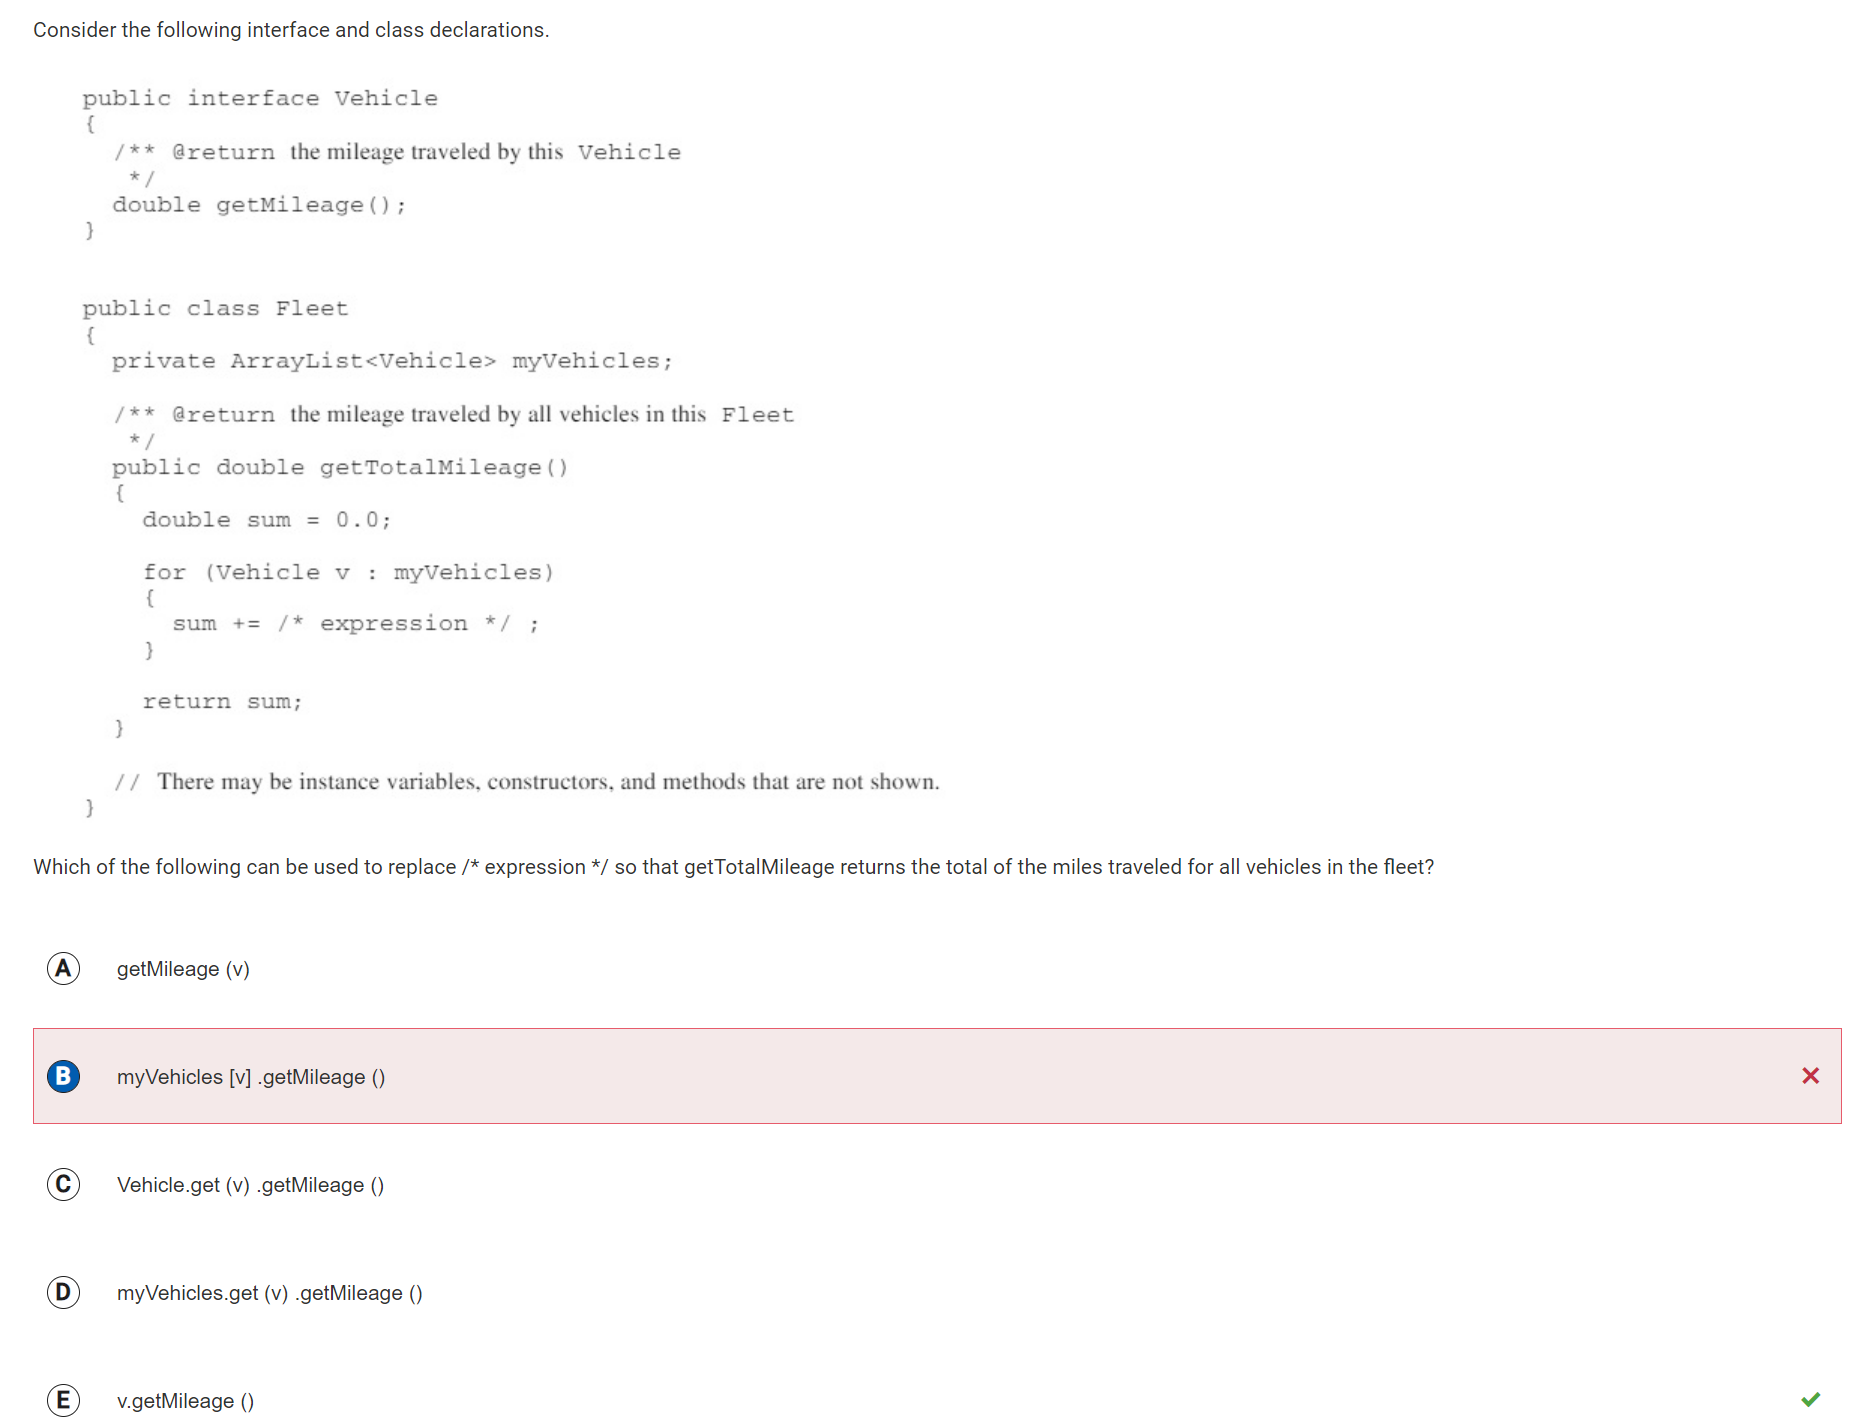 Consider the following interface and class declarations.
public interface Vehicle
{
/** @return the mileage traveled by this Vehicle
*/
double getMileage();
}
public class Fleet
{
private ArrayList<Vehicle> myVehicles;
/** @return the mileage traveled by all vehicles in this Fleet
*/
public double getTotalMileage()
{
double sum = 0.0;
for (Vehicle v : myVehicles)
{
sum += /* expression */ ;
}
return sum;
}
// There may be instance variables, constructors, and methods that are not shown.
}
Which of the following can be used to replace /* expression */ so that getTotalMileage returns the total of the miles traveled for all vehicles in the fleet?
A getMileage (v)
B myVehicles [v] .getMileage ()
C Vehicle.get (v) .getMileage ()
D myVehicles.get (v) .getMileage ()
E v.getMileage ()